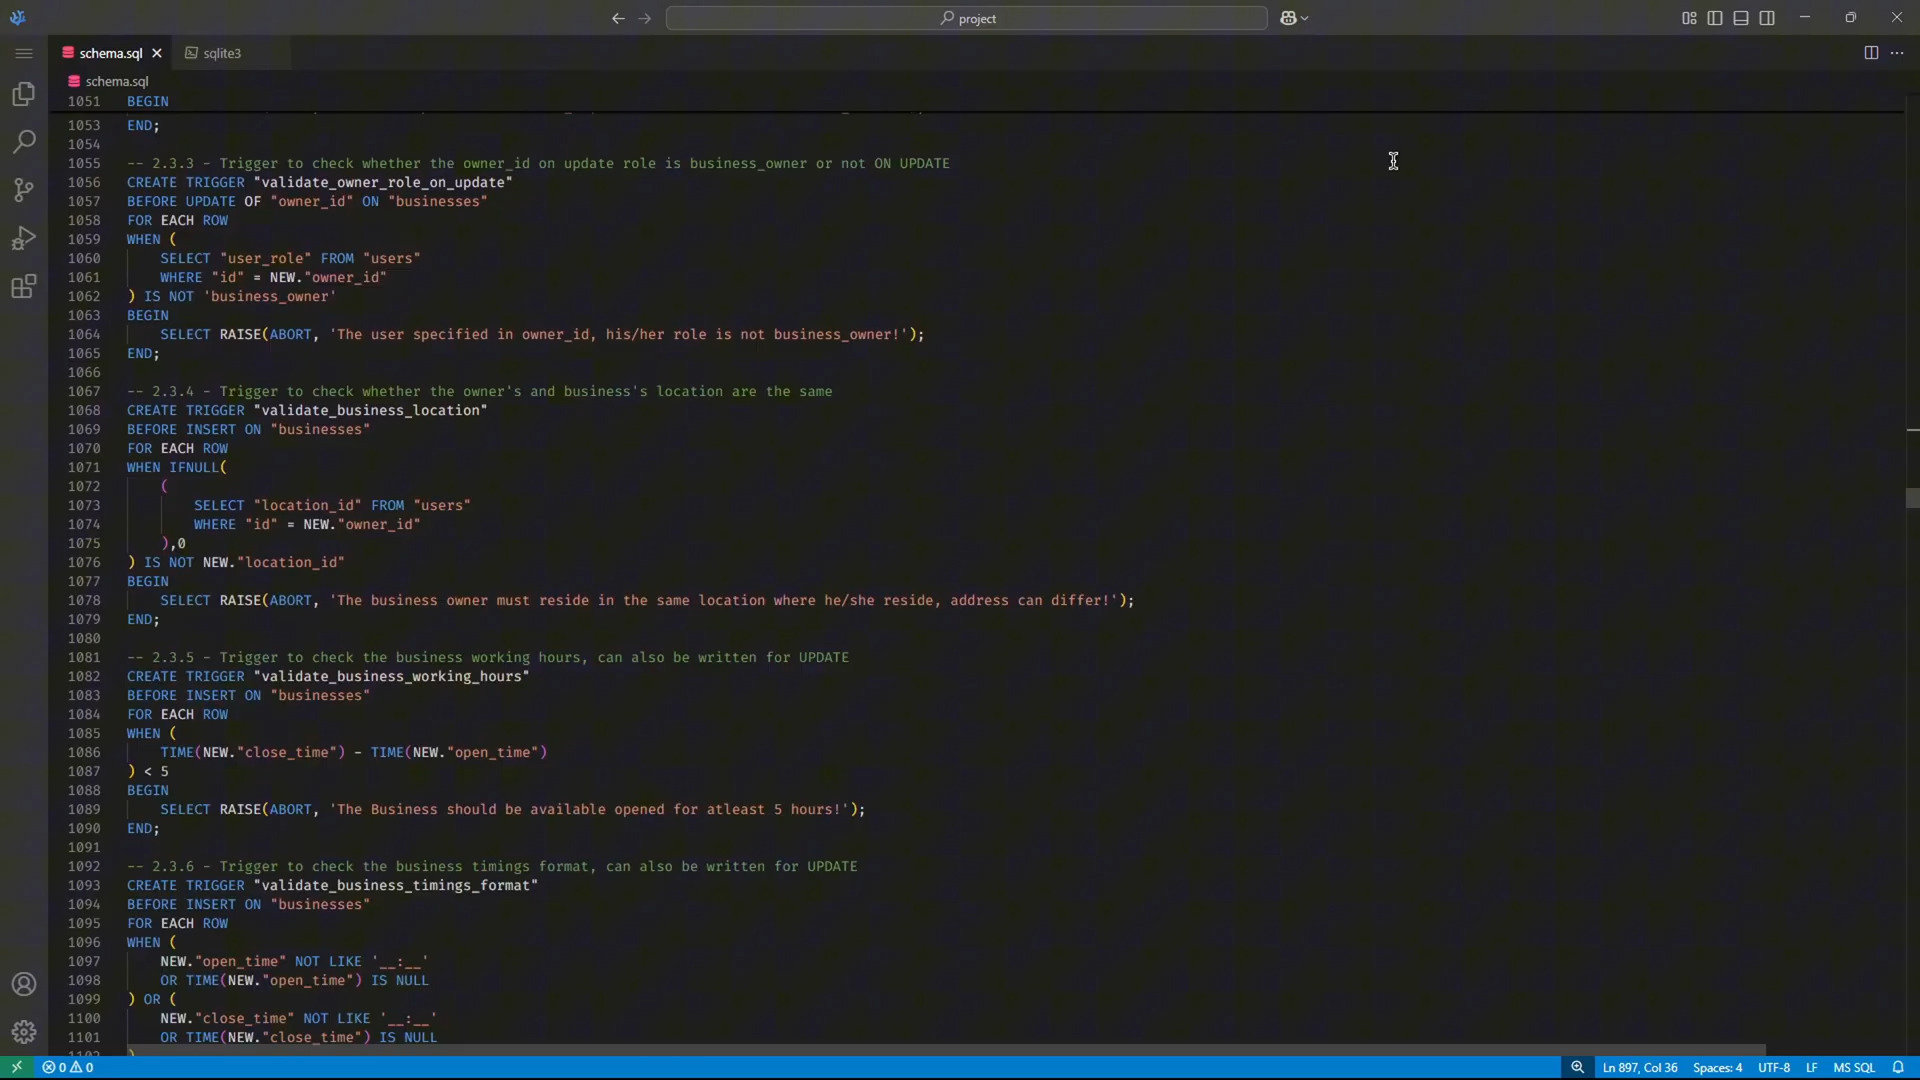 project
schema.sql
sqlite3
schema.sql
1051 BEGIN
1053 END;
1054
1055 -- 2.3.3 - Trigger to check whether the owner_id on update role is business_owner or not ON UPDATE
1056 CREATE TRIGGER "validate_owner_role_on_update"
1057 BEFORE UPDATE OF "owner_id" ON "businesses"
1058 FOR EACH ROW
1059 WHEN (
1060 SELECT "user_role" FROM "users"
1061 WHERE "id" = NEW."owner_id"
1062 ) IS NOT 'business_owner'
1063 BEGIN
1064 SELECT RAISE(ABORT, 'The user specified in owner_id, his/her role is not business_owner!');
1065 END;
1066
1067 -- 2.3.4 - Trigger to check whether the owner's and business's location are the same
1068 CREATE TRIGGER "validate_business_location"
1069 BEFORE INSERT ON "businesses"
1070 FOR EACH ROW
1071 WHEN IFNULL(
1072 (
1073 SELECT "location_id" FROM "users"
1074 WHERE "id" = NEW."owner_id"
1075 ),0
1076 ) IS NOT NEW."location_id"
1077 BEGIN
1078 SELECT RAISE(ABORT, 'The business owner must reside in the same location where he/she reside, address can differ!');
1079 END;
1080
1081 -- 2.3.5 - Trigger to check the business working hours, can also be written for UPDATE
1082 CREATE TRIGGER "validate_business_working_hours"
1083 BEFORE INSERT ON "businesses"
1084 FOR EACH ROW
1085 WHEN (
1086 TIME(NEW."close_time") - TIME(NEW."open_time")
1087 ) < 5
1088 BEGIN
1089 SELECT RAISE(ABORT, 'The Business should be available opened for atleast 5 hours!');
1090 END;
1091
1092 -- 2.3.6 - Trigger to check the business timings format, can also be written for UPDATE
1093 CREATE TRIGGER "validate_business_timings_format"
1094 BEFORE INSERT ON "businesses"
1095 FOR EACH ROW
1096 WHEN (
1097 NEW."open_time" NOT LIKE '__:__'
1098 OR TIME(NEW."open_time") IS NULL
1099 ) OR (
1100 NEW."close_time" NOT LIKE '__:__'
1101 OR TIME(NEW."close_time") IS NULL
1102 )
0 0
Ln 897, Col 36 Spaces: 4 UTF-8 LF MS SQL